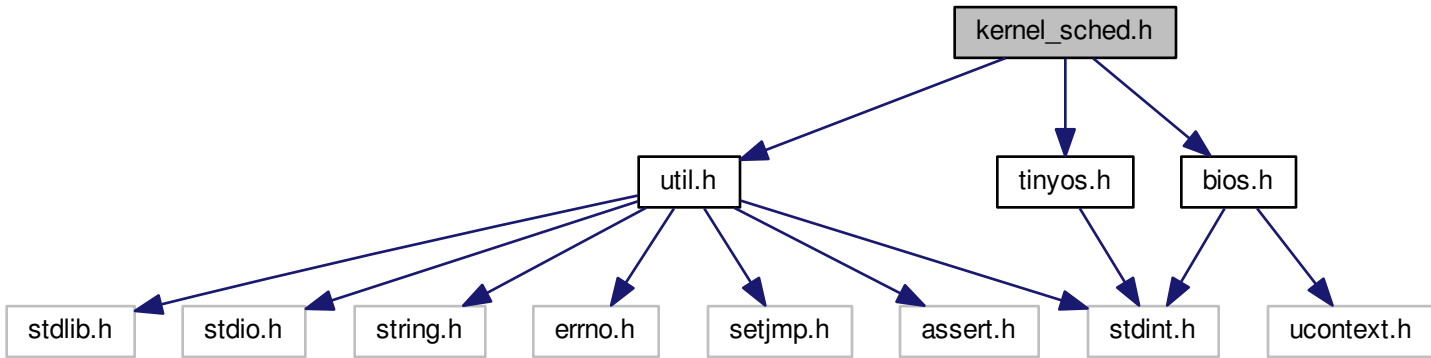 kernel_sched.h
util.h
tinyos.h
bios.h
stdlib.h
stdio.h
string.h
errno.h
setjmp.h
assert.h
stdint.h
ucontext.h